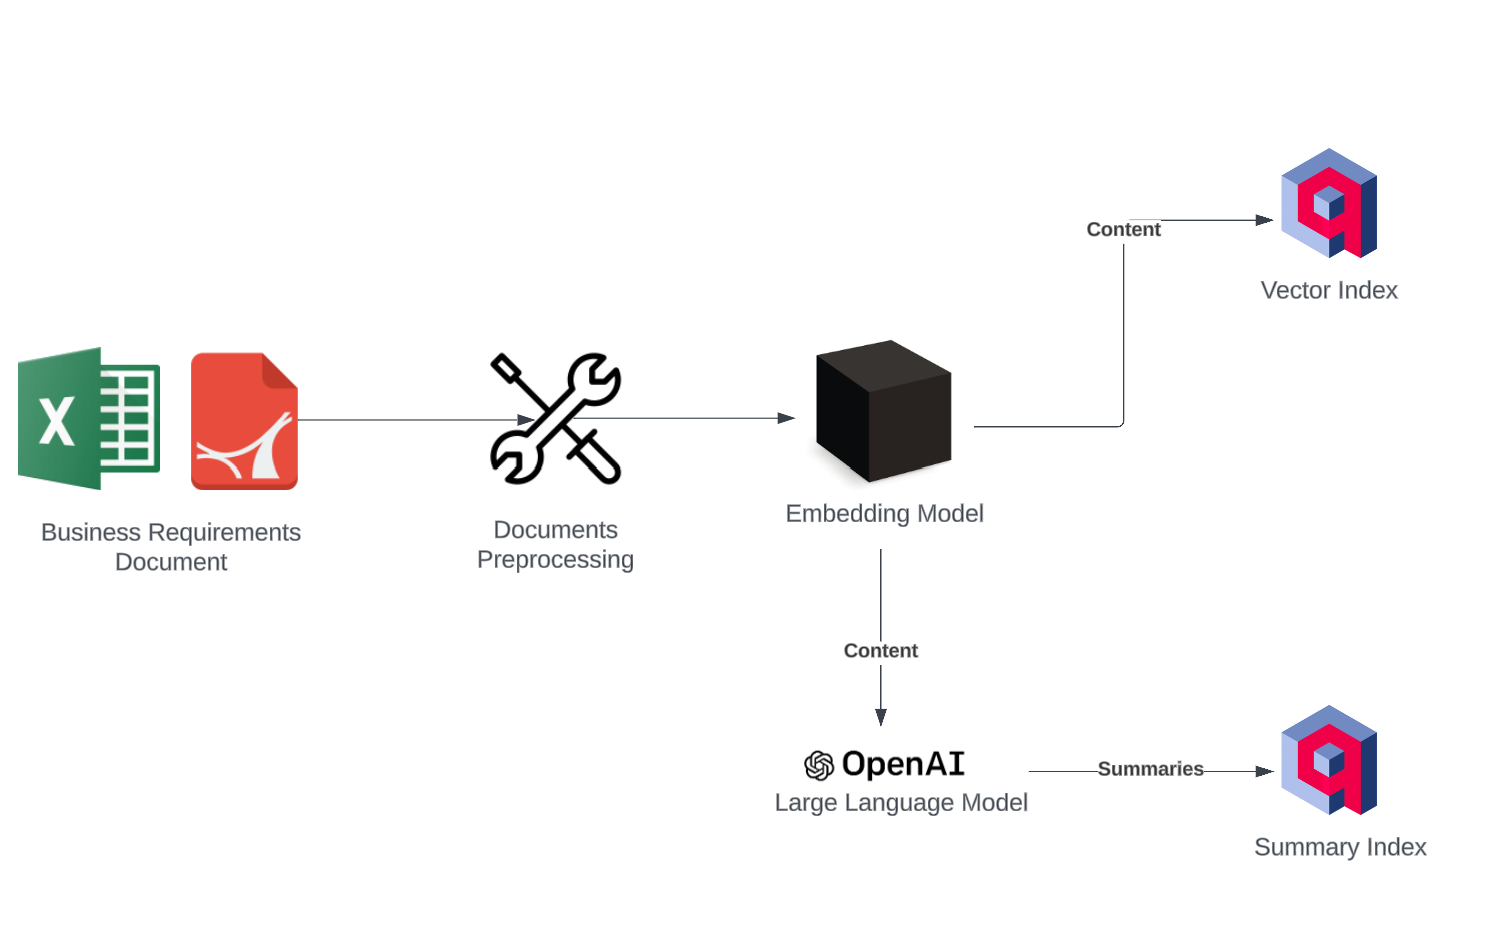 Content
Vector Index
X
Business Requirements
Document
Documents
Preprocessing
Embedding Model
Content
OpenAI
Large Language Model
Summaries
Summary Index